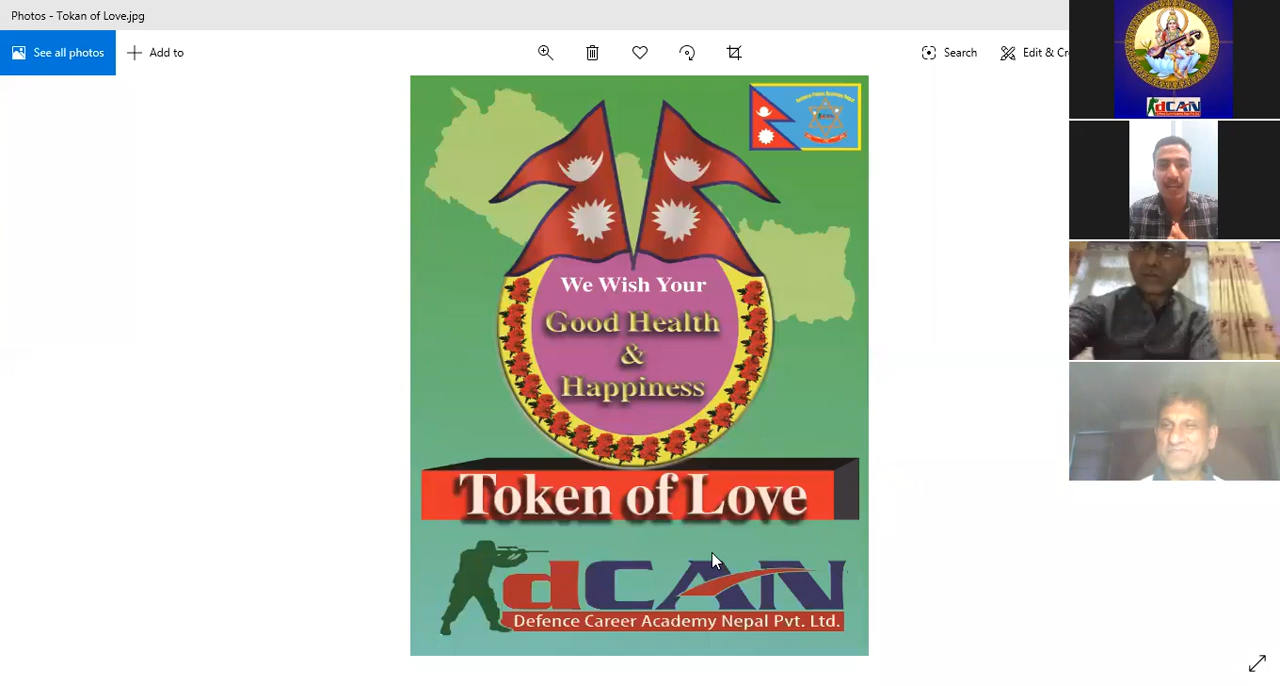 Photos - Tokan of Love.jpg
See all photos
Add to
Search
Edit & Cr
We Wish Your
Good Health
&
Happiness
Token of Love
dCAN
Defence Career Academy Nepal Pvt. Ltd.
dCAN